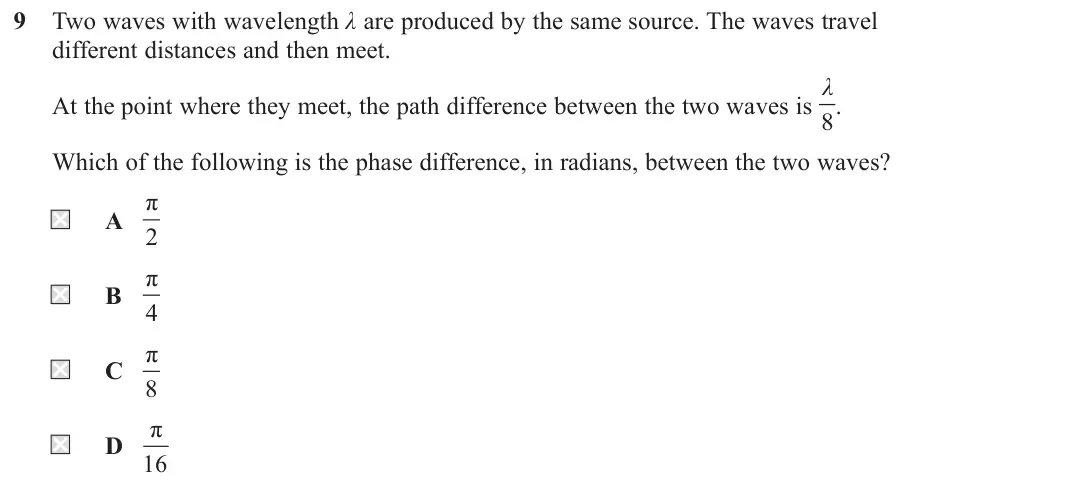 9 Two waves with wavelength λ are produced by the same source. The waves travel
different distances and then meet.
At the point where they meet, the path difference between the two waves is λ/8.
Which of the following is the phase difference, in radians, between the two waves?
A π/2
B π/4
C π/8
D π/16